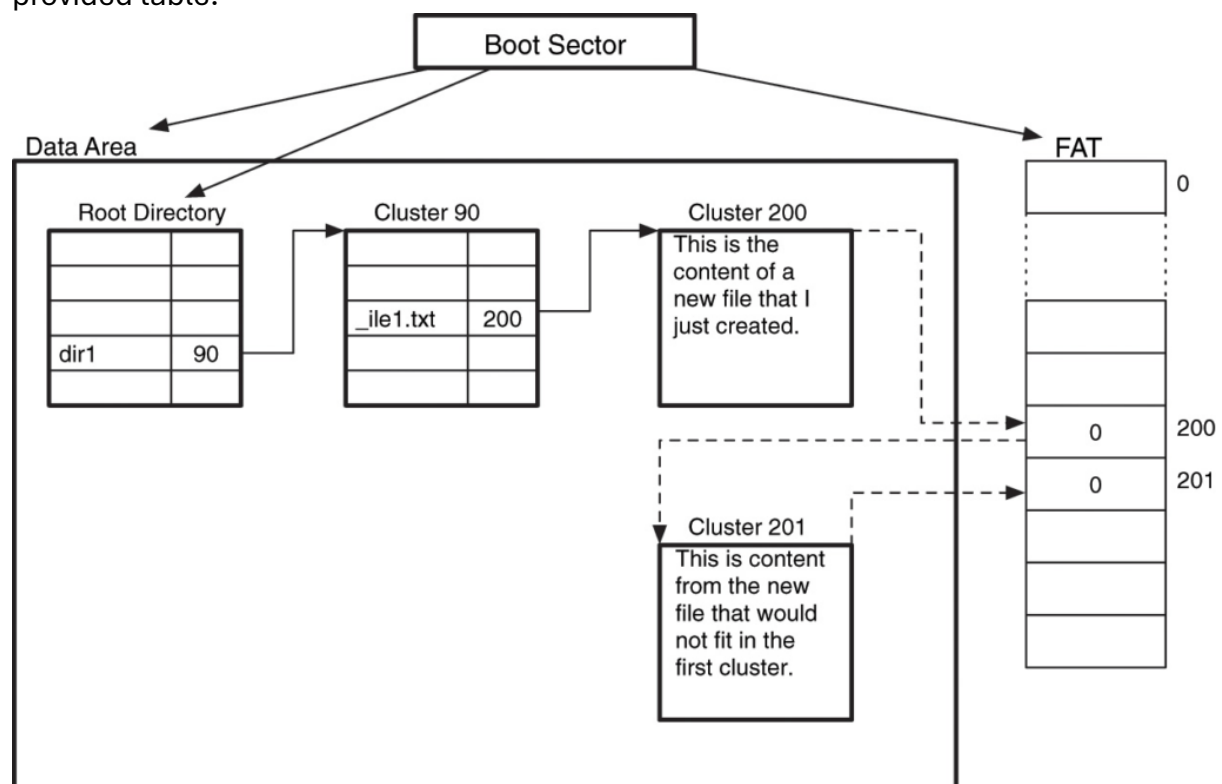 provided table.
Boot Sector
Data Area
FAT
0
Root Directory
dir1 90
Cluster 90
_ile1.txt 200
Cluster 200
This is the
content of a
new file that I
just created.
0 200
0 201
Cluster 201
This is content
from the new
file that would
not fit in the
first cluster.